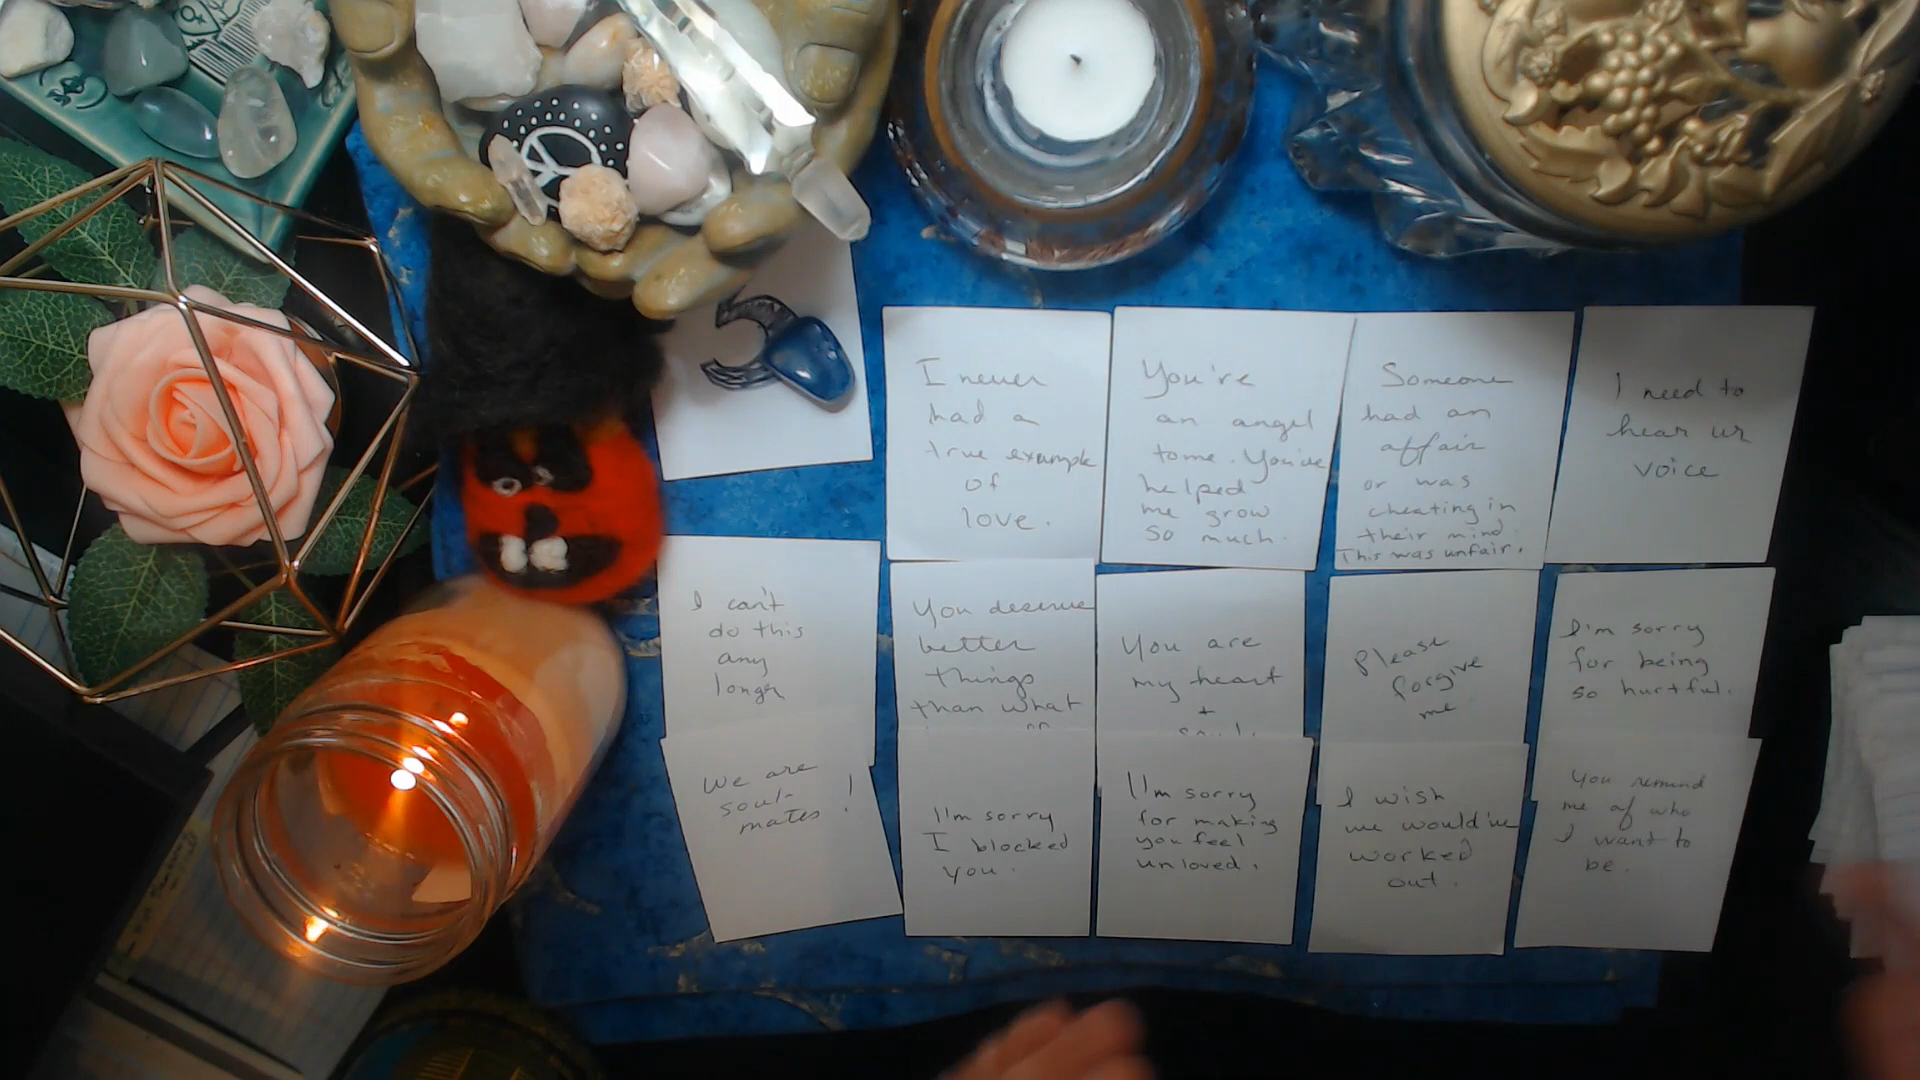 I never
had a
true example
of
love.
You're
an angel
to me. You've
helped
me grow
so much.
Someone
had an
affair
or was
cheating in
their mind.
This was unfair.
I need to
hear ur
voice
I can't
do this
any
longer
You deserve
better
things
than what
You are
my heart
+
soul.
Please
forgive
me
I'm sorry
for being
so hurtful.
We are
soul-
mates!
I'm sorry
I blocked
you.
I'm sorry
for making
you feel
unloved.
I wish
we would've
worked
out.
You remind
me of who
I want to
be.